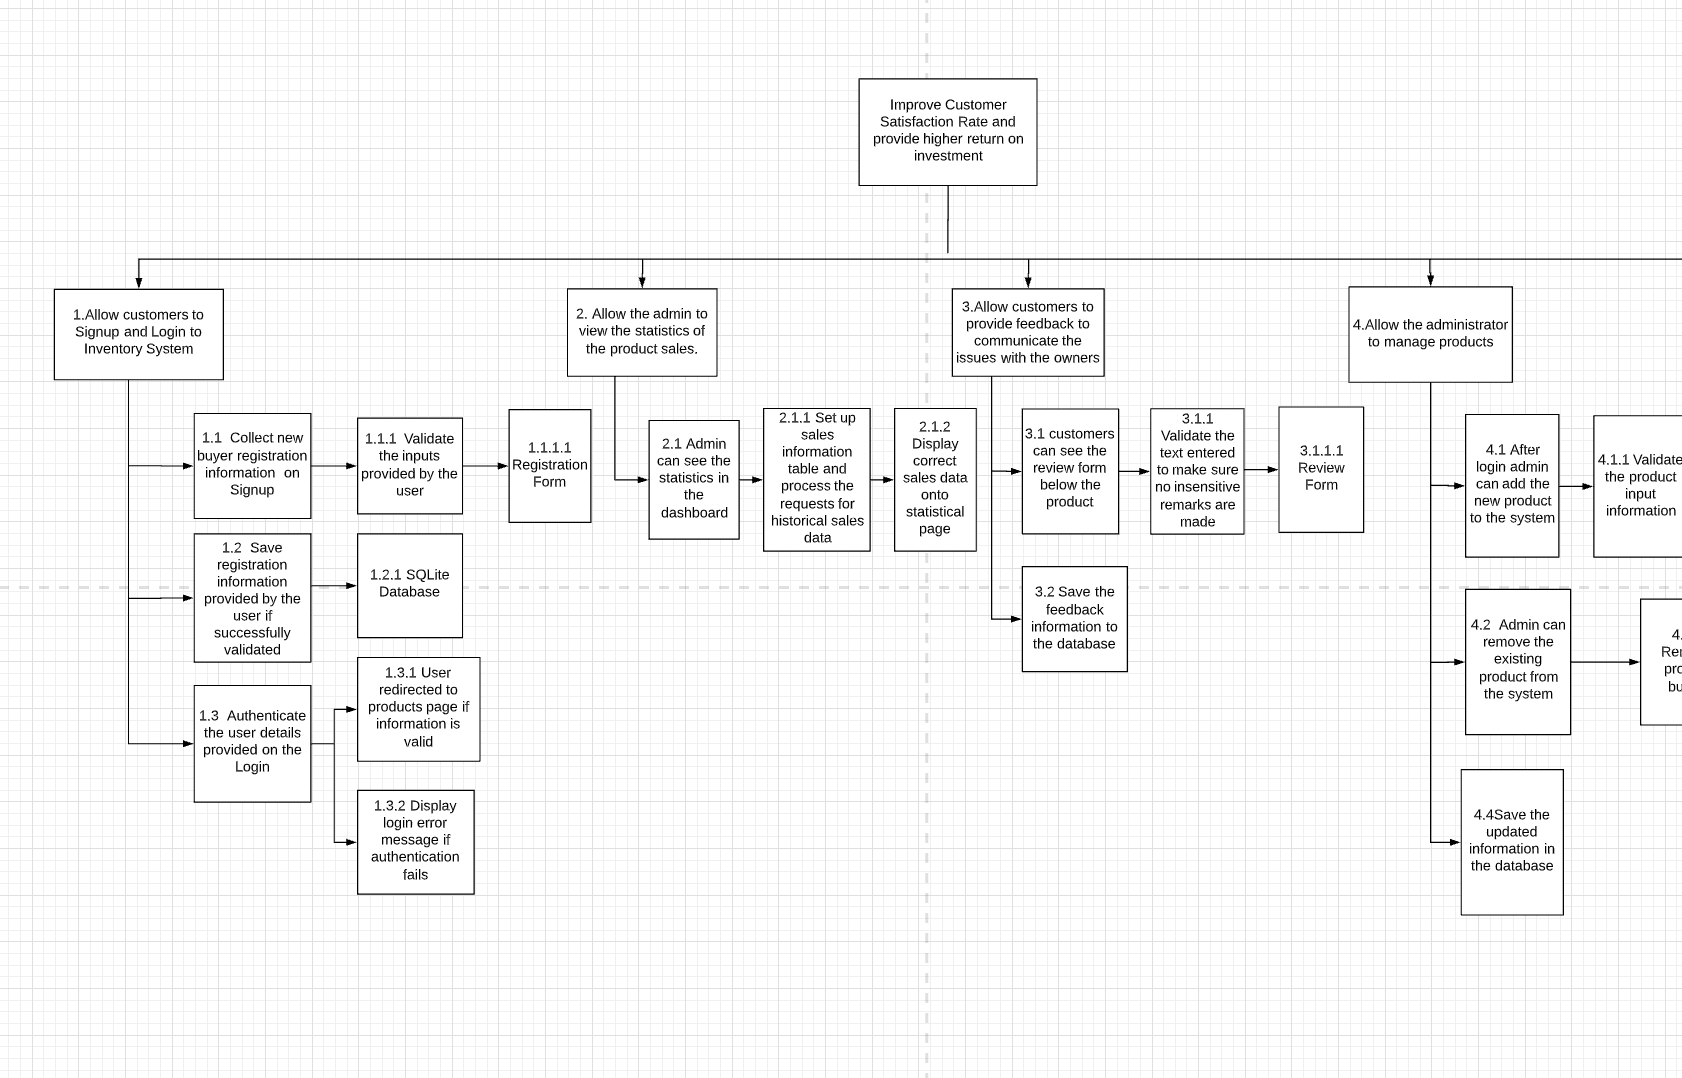 Improve Customer
Satisfaction Rate and
provide higher return on
investment
1.Allow customers to
Signup and Login to
Inventory System
2. Allow the admin to
view the statistics of
the product sales.
3.Allow customers to
provide feedback to
communicate the
issues with the owners
4.Allow the administrator
to manage products
1.1 Collect new
buyer registration
information on
Signup
1.1.1 Validate
the inputs
provided by the
user
1.1.1.1
Registration
Form
1.2 Save
registration
information
provided by the
user if
successfully
validated
1.2.1 SQLite
Database
1.3 Authenticate
the user details
provided on the
Login
1.3.1 User
redirected to
products page if
information is
valid
1.3.2 Display
login error
message if
authentication
fails
2.1 Admin
can see the
statistics in
the
dashboard
2.1.1 Set up
sales
information
table and
process the
requests for
historical sales
data
2.1.2
Display
correct
sales data
onto
statistical
page
3.1 customers
can see the
review form
below the
product
3.1.1
Validate the
text entered
to make sure
no insensitive
remarks are
made
3.1.1.1
Review
Form
3.2 Save the
feedback
information to
the database
4.1 After
login admin
can add the
new product
to the system
4.1.1 Validate
the product
input
information
4.2 Admin can
remove the
existing
product from
the system
4.4Save the
updated
information in
the database